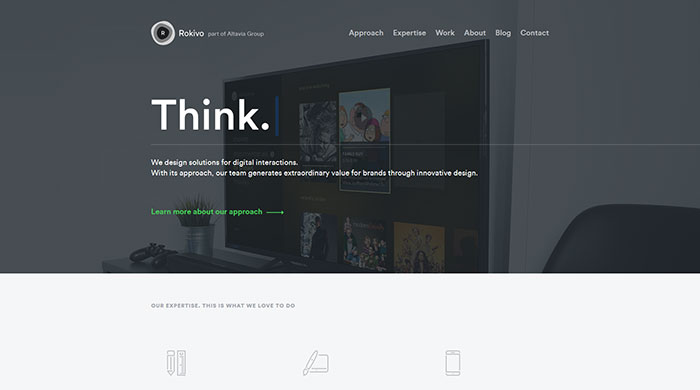 R
Rokivo part of Altavia Group
Approach Expertise Work About Blog Contact
Think.
We design solutions for digital interactions.
With its approach, our team generates extraordinary value for brands through innovative design.
Learn more about our approach
OUR EXPERTISE. THIS IS WHAT WE LOVE TO DO